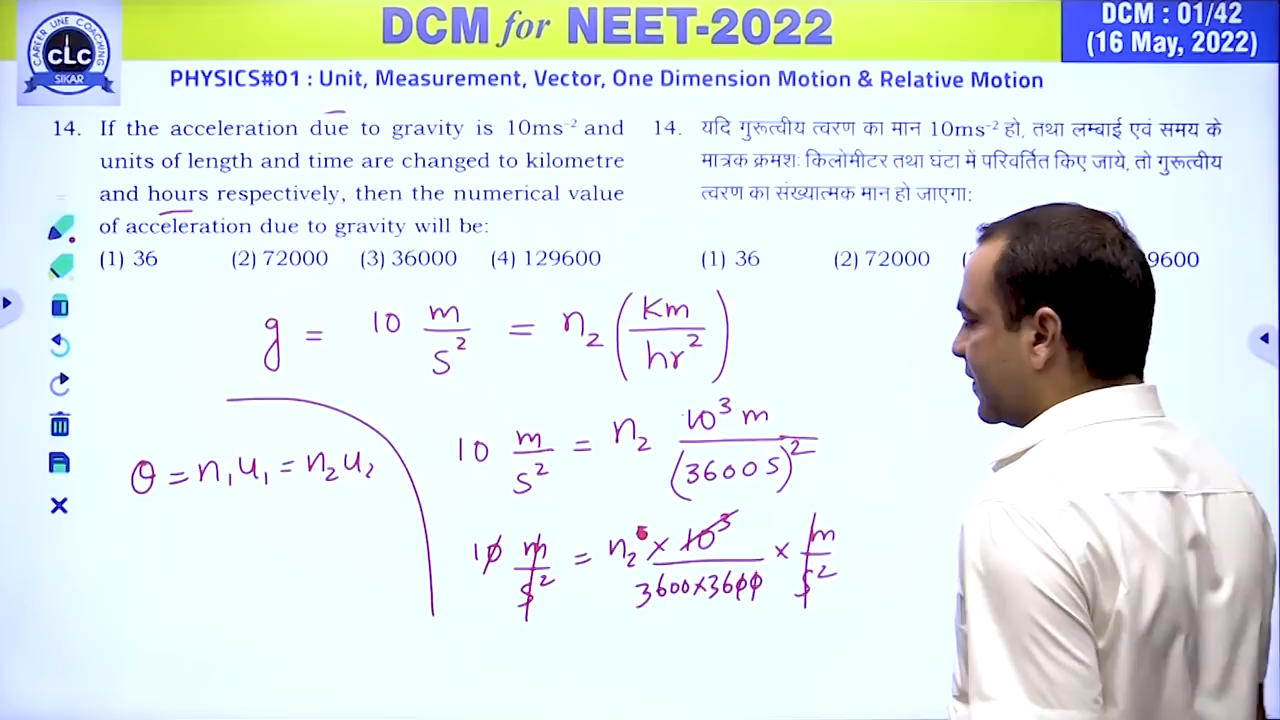 CAREER LINE COACHING
CLC
SIKAR
DCM for NEET-2022
DCM : 01/42
(16 May, 2022)
PHYSICS#01 : Unit, Measurement, Vector, One Dimension Motion & Relative Motion
14. If the acceleration due to gravity is 10ms⁻² and
units of length and time are changed to kilometre
and hours respectively, then the numerical value
of acceleration due to gravity will be:
(1) 36 (2) 72000 (3) 36000 (4) 129600
14. यदि गुरूत्वीय त्वरण का मान 10ms⁻² हो, तथा लम्बाई एवं समय के
मात्रक क्रमशः किलोमीटर तथा घंटा में परिवर्तित किए जाये, तो गुरूत्वीय
त्वरण का संख्यात्मक मान हो जाएगा:
(1) 36 (2) 72000 9600
g = 10 m/s² = n₂ (Km/hr²)
10 m/s² = n₂ 10³ m/(3600 s)²
θ = n₁u₁ = n₂u₂
10 m/s² = n₂ × 10³/3600×3600 × m/s²